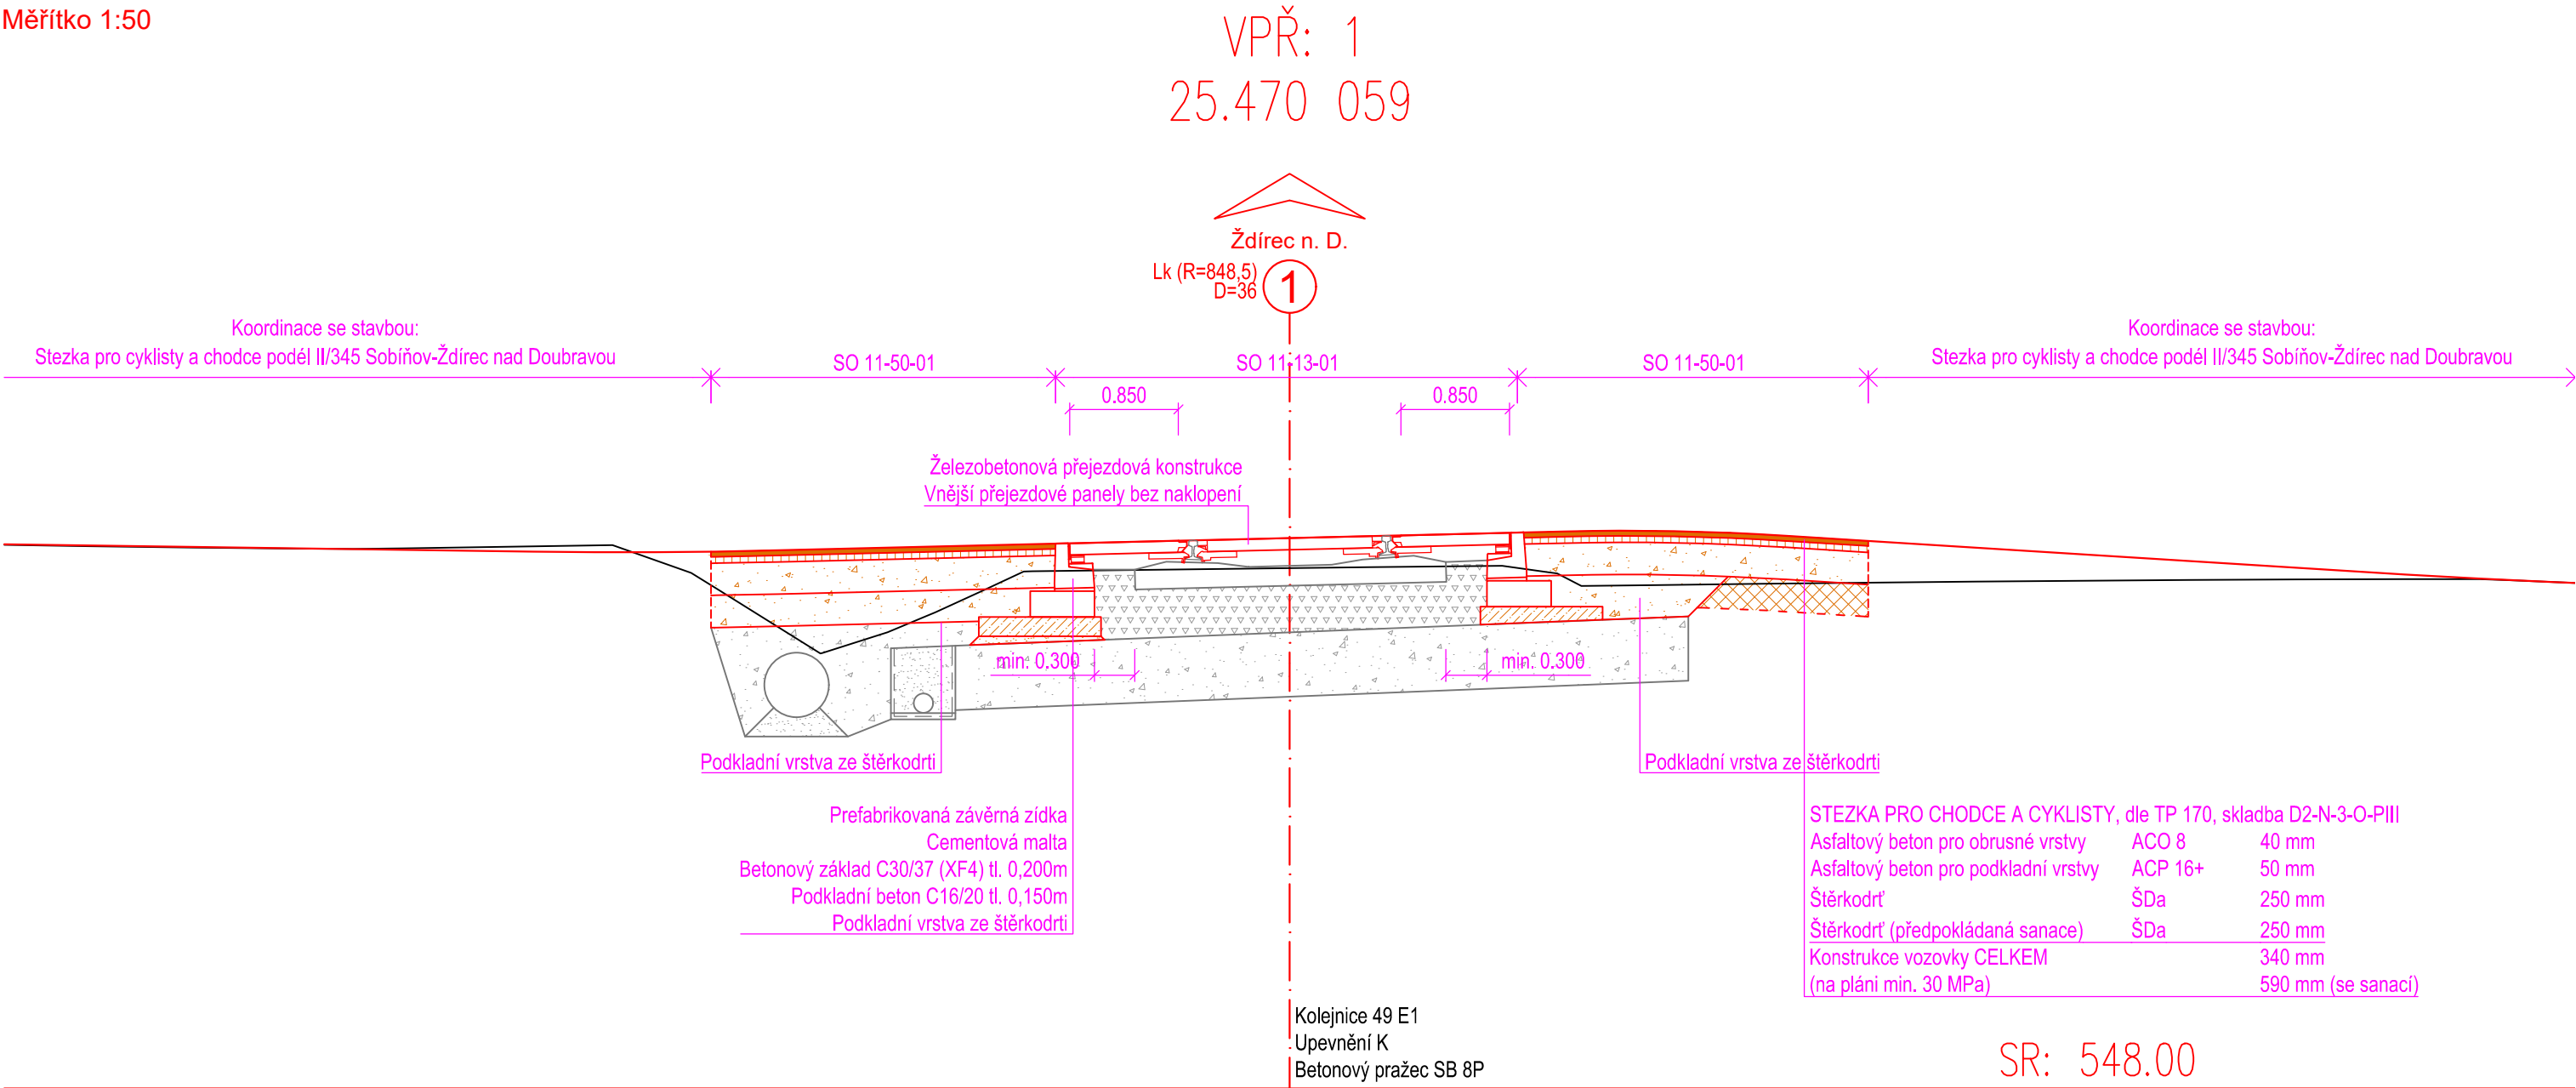 Měřítko 1:50
VPŘ: 1
25.470 059
Ždírec n. D.
Lk (R=848,5)
D=36
1
Koordinace se stavbou:
Stezka pro cyklisty a chodce podél II/345 Sobíňov-Ždírec nad Doubravou
SO 11-50-01
SO 11-13-01
SO 11-50-01
Koordinace se stavbou:
Stezka pro cyklisty a chodce podél II/345 Sobíňov-Ždírec nad Doubravou
0.850
0.850
Železobetonová přejezdová konstrukce
Vnější přejezdové panely bez naklopení
min. 0.300
min. 0.300
Podkladní vrstva ze štěrkodrti
Podkladní vrstva ze štěrkodrti
Prefabrikovaná závěrná zídka
Cementová malta
Betonový základ C30/37 (XF4) tl. 0,200m
Podkladní beton C16/20 tl. 0,150m
Podkladní vrstva ze štěrkodrti
STEZKA PRO CHODCE A CYKLISTY, dle TP 170, skladba D2-N-3-O-PIII
Asfaltový beton pro obrusné vrstvy ACO 8 40 mm
Asfaltový beton pro podkladní vrstvy ACP 16+ 50 mm
Štěrkodrť ŠDa 250 mm
Štěrkodrť (předpokládaná sanace) ŠDa 250 mm
Konstrukce vozovky CELKEM 340 mm
(na pláni min. 30 MPa) 590 mm (se sanací)
Kolejnice 49 E1
Upevnění K
Betonový pražec SB 8P
SR: 548.00